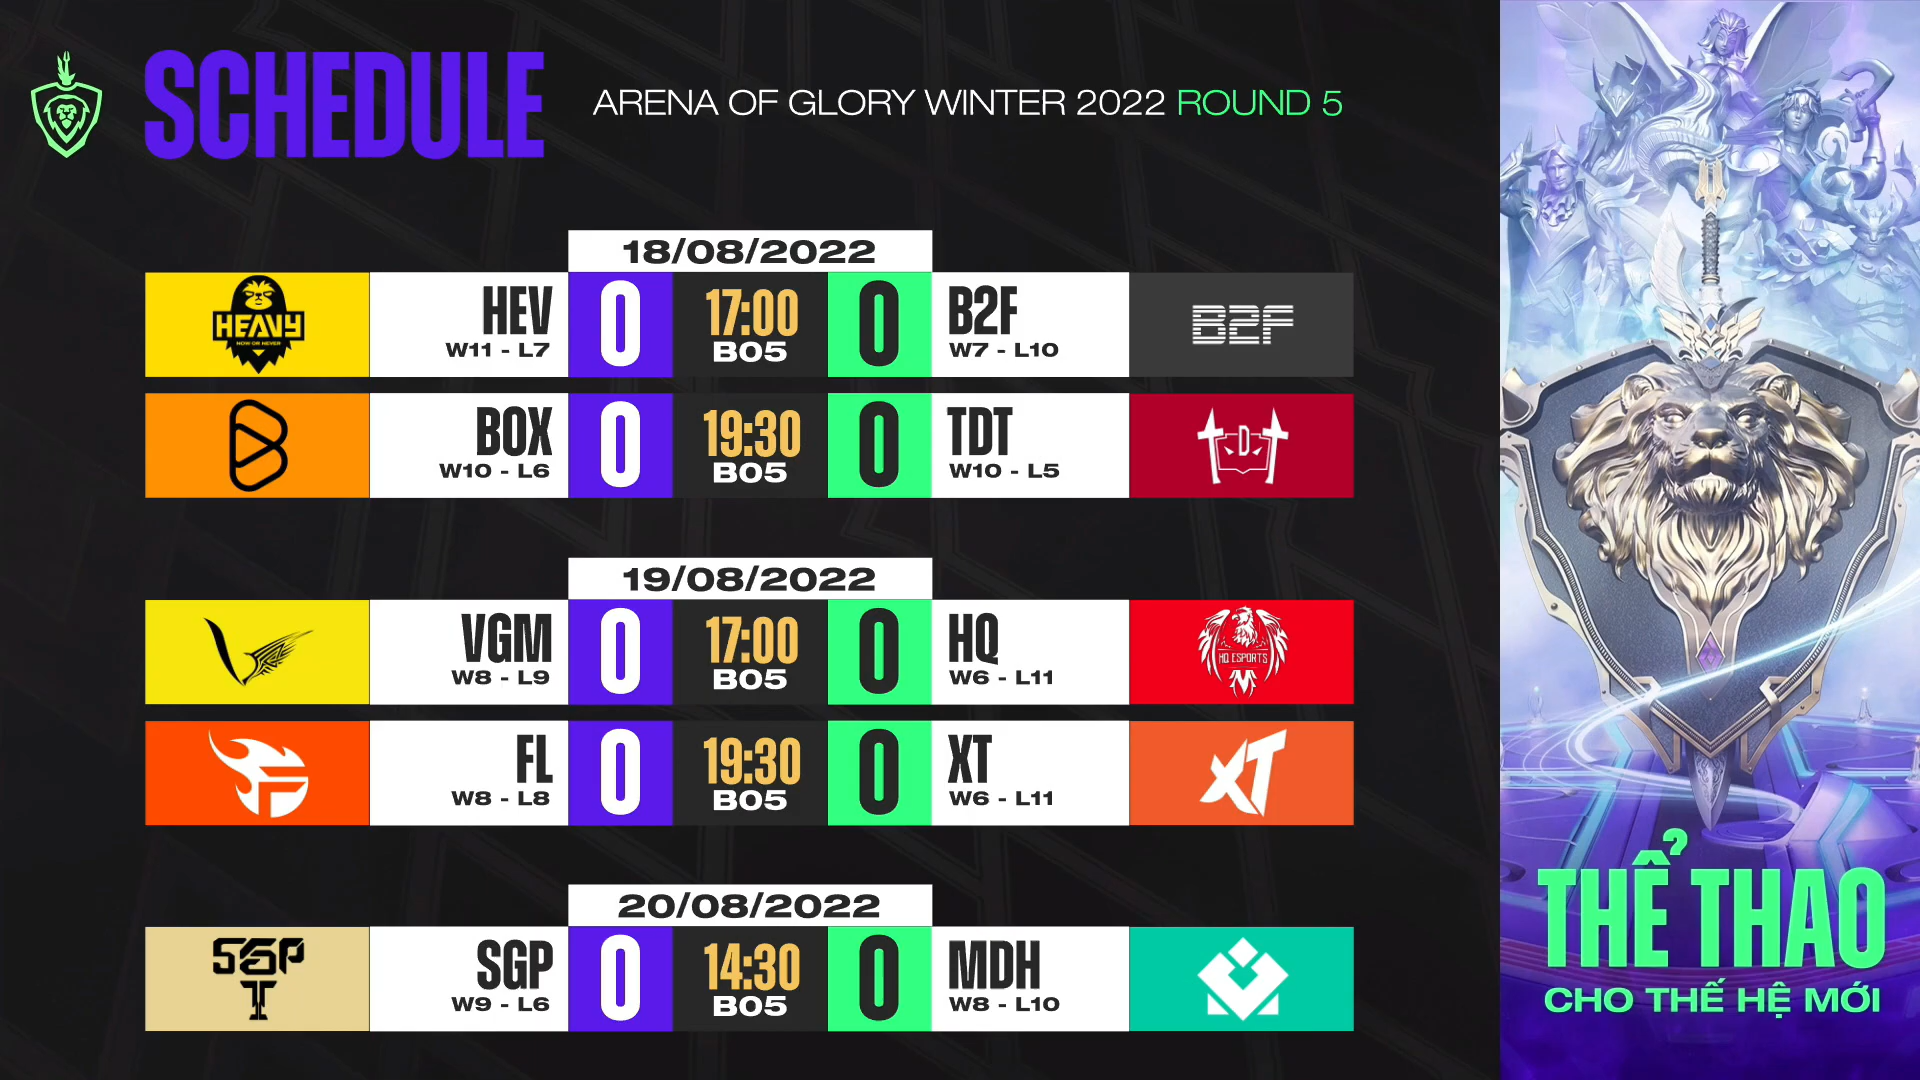 SCHEDULE
ARENA OF GLORY WINTER 2022 ROUND 5
18/08/2022
HEAVY
NOW OR NEVER
HEV
W11 - L7
0
17:00
BO5
0
B2F
W7 - L10
B2F
BOX
W10 - L6
0
19:30
BO5
0
TDT
W10 - L5
TDT
19/08/2022
VGM
W8 - L9
0
17:00
BO5
0
HQ
W6 - L11
HQ ESPORTS
FL
W8 - L8
0
19:30
BO5
0
XT
W6 - L11
XT
20/08/2022
SGP
SGP
W9 - L6
0
14:30
BO5
0
MDH
W8 - L10
THỂ THAO
CHO THẾ HỆ MỚI